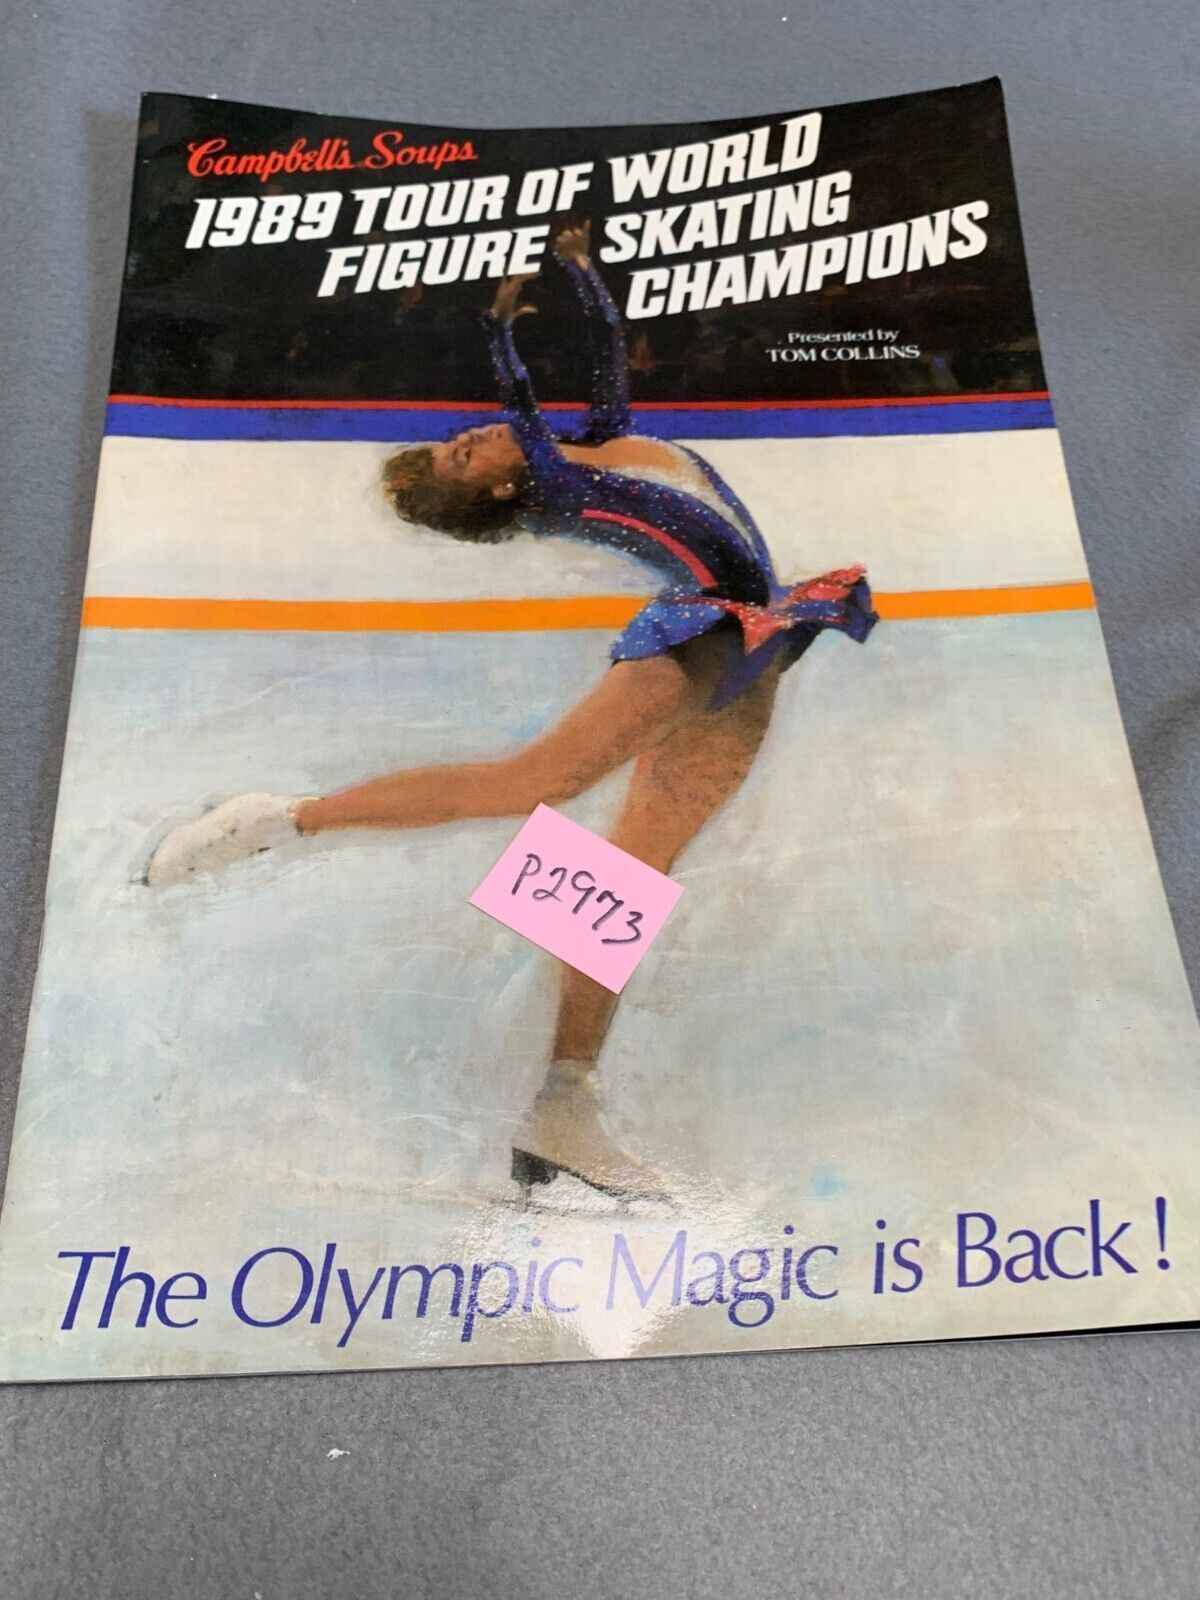 Campbell's Soups
1989 TOUR OF WORLD
FIGURE SKATING
CHAMPIONS
Presented by
TOM COLLINS
P2973
The Olympic Magic is Back!